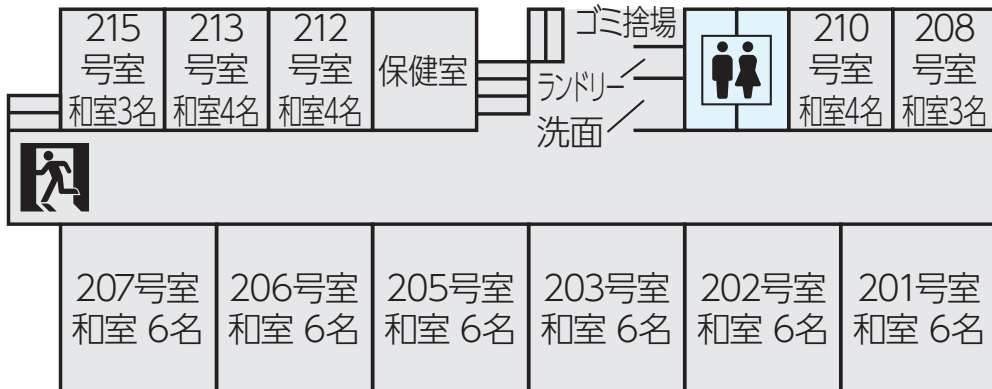 215
号室
和室3名
213
号室
和室4名
212
号室
和室4名
保健室
ゴミ捨場
ランドリー
洗面
210
号室
和室4名
208
号室
和室3名
207号室
和室 6名
206号室
和室 6名
205号室
和室 6名
203号室
和室 6名
202号室
和室 6名
201号室
和室 6名